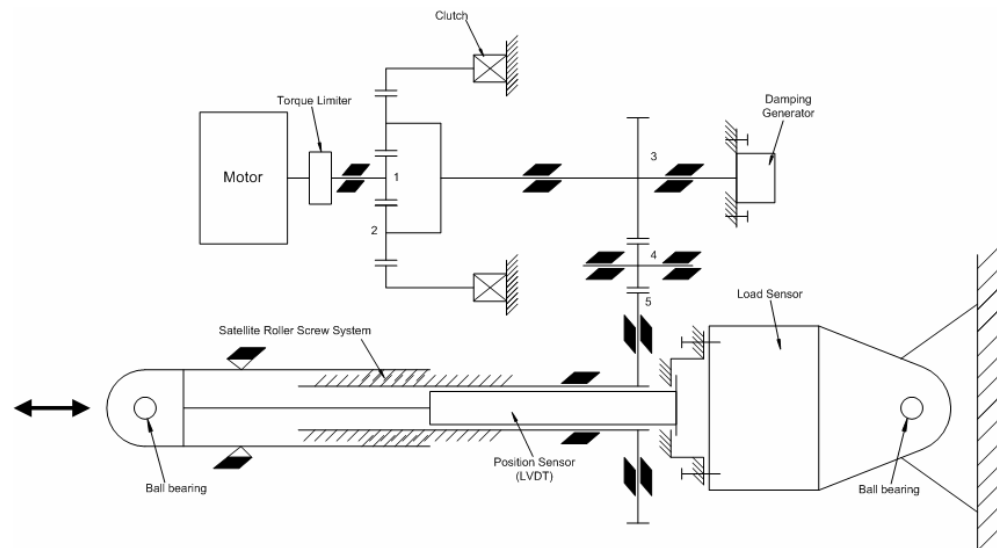 Clutch
Torque Limiter
Damping
Generator
Motor
1
2
3
4
5
Load Sensor
Satellite Roller Screw System
Position Sensor
(LVDT)
Ball bearing
Ball bearing